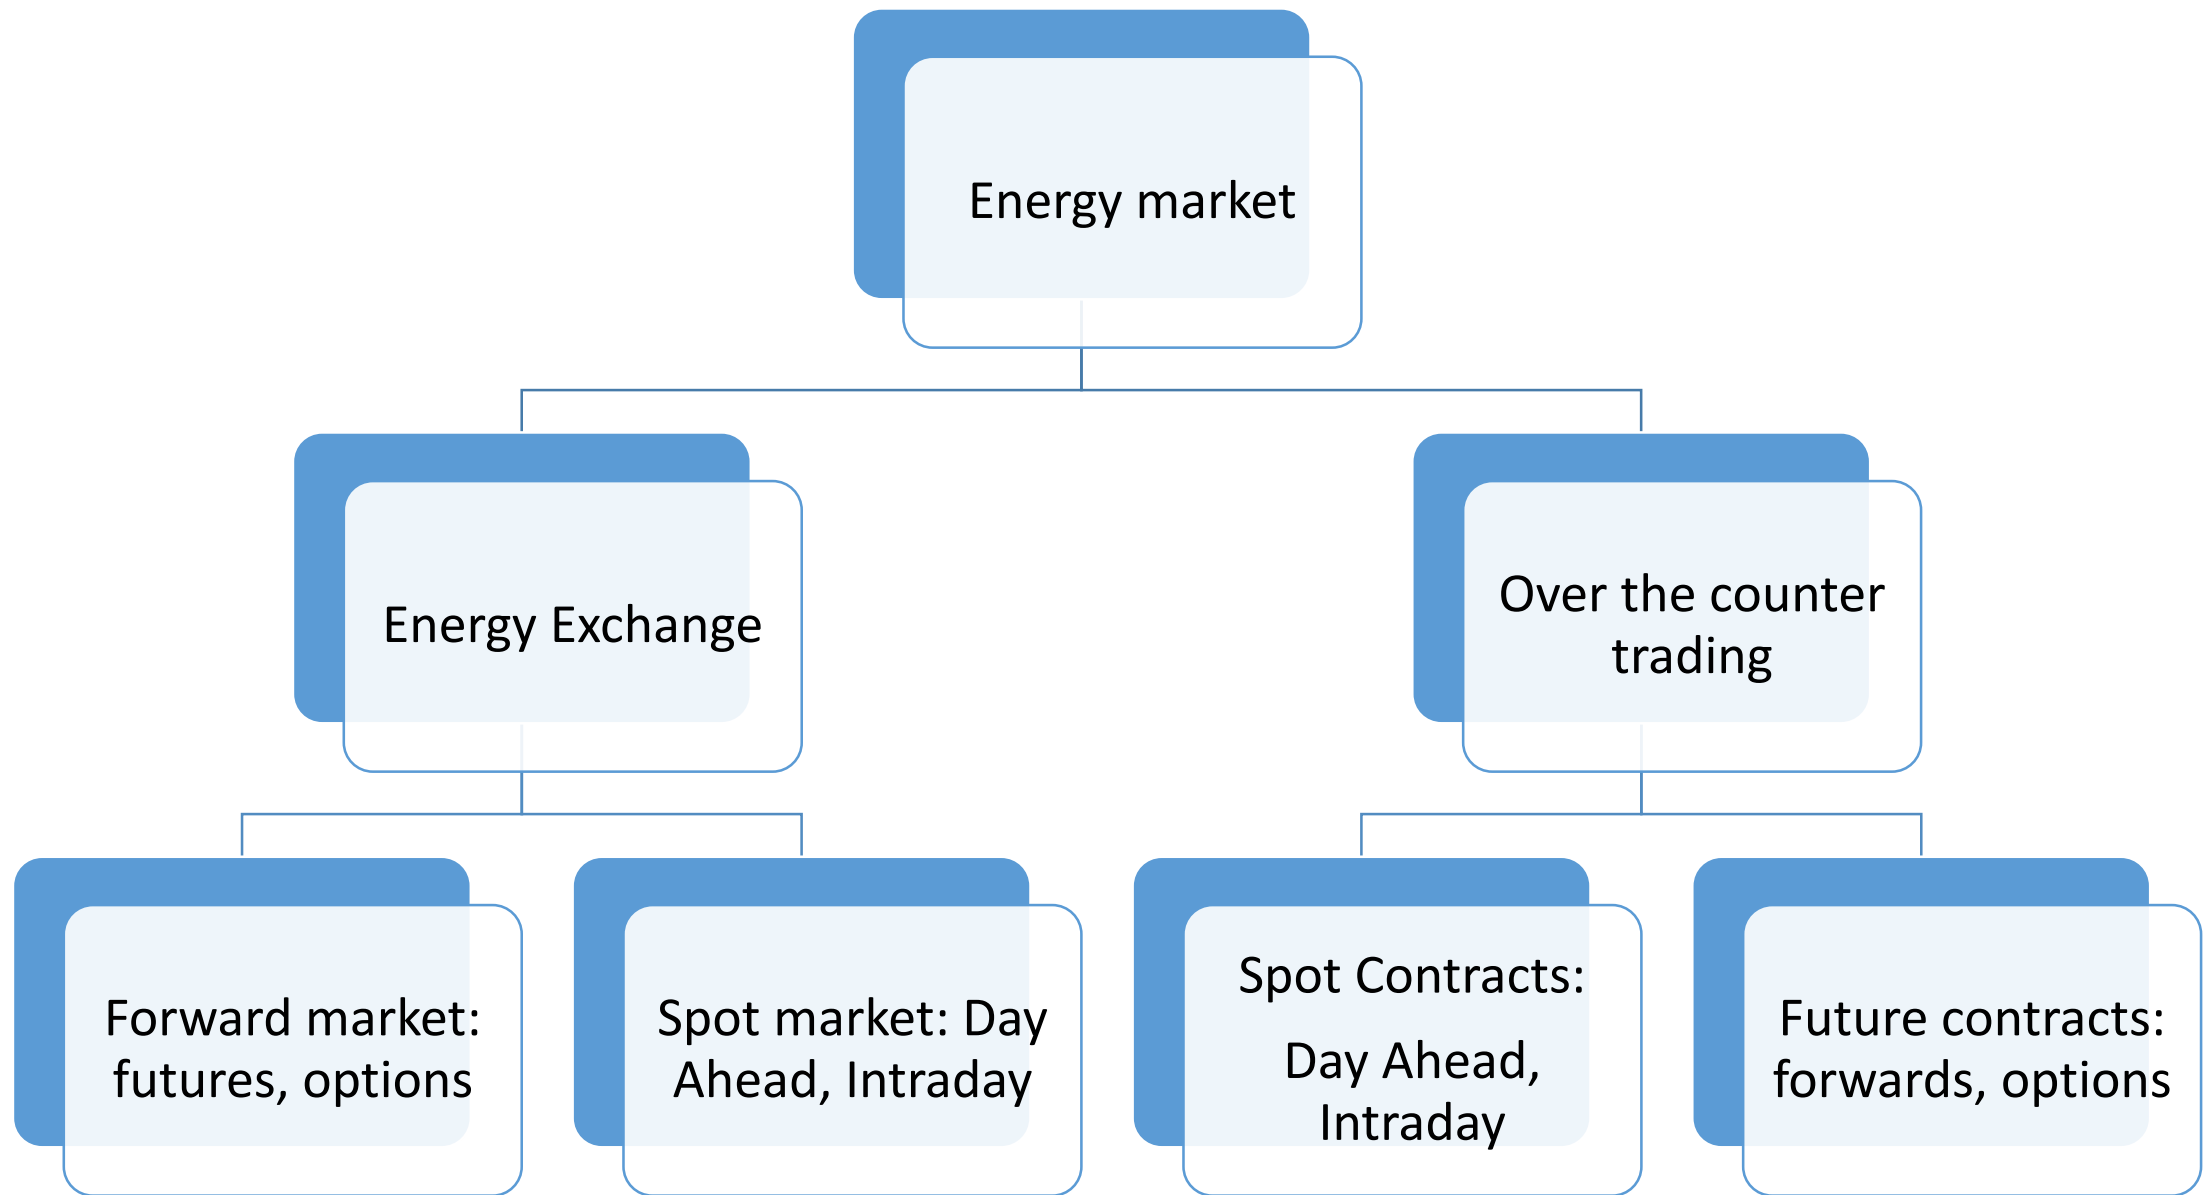 Energy market
Energy Exchange
Over the counter
trading
Forward market:
futures, options
Spot market: Day
Ahead, Intraday
Spot Contracts:
Day Ahead,
Intraday
Future contracts:
forwards, options